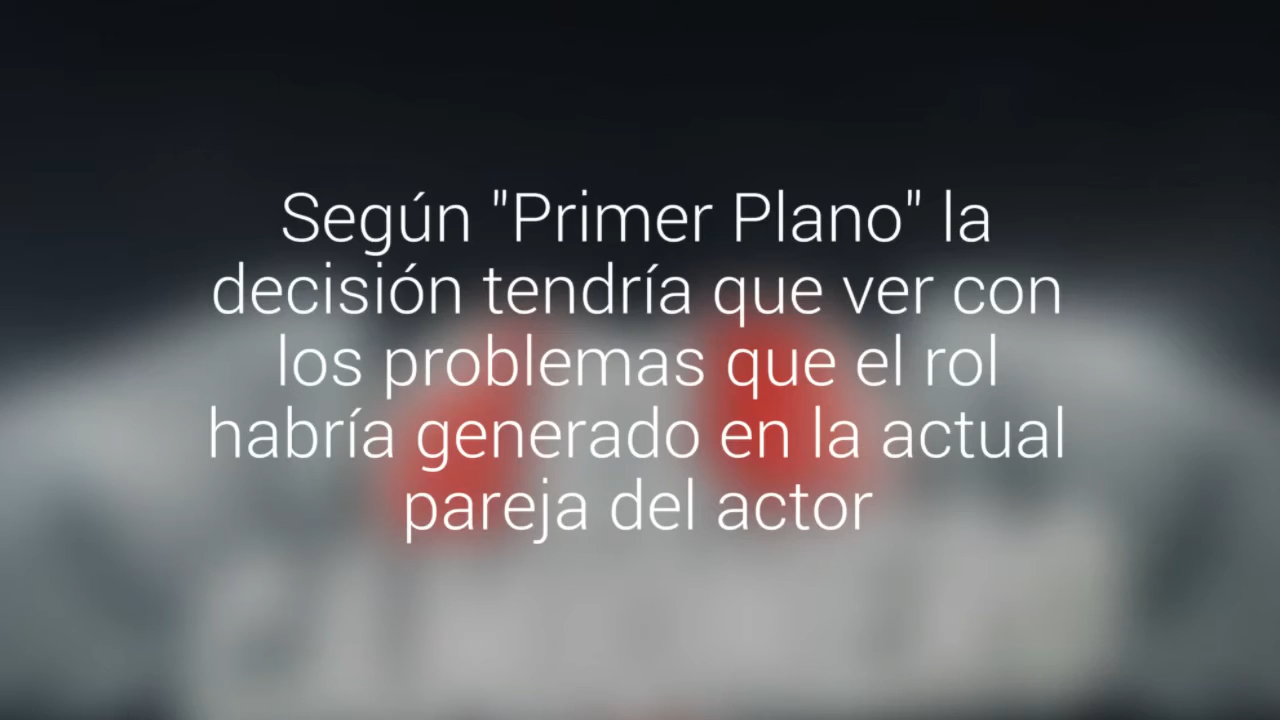 Según "Primer Plano" la
decisión tendría que ver con
los problemas que el rol
habría generado en la actual
pareja del actor